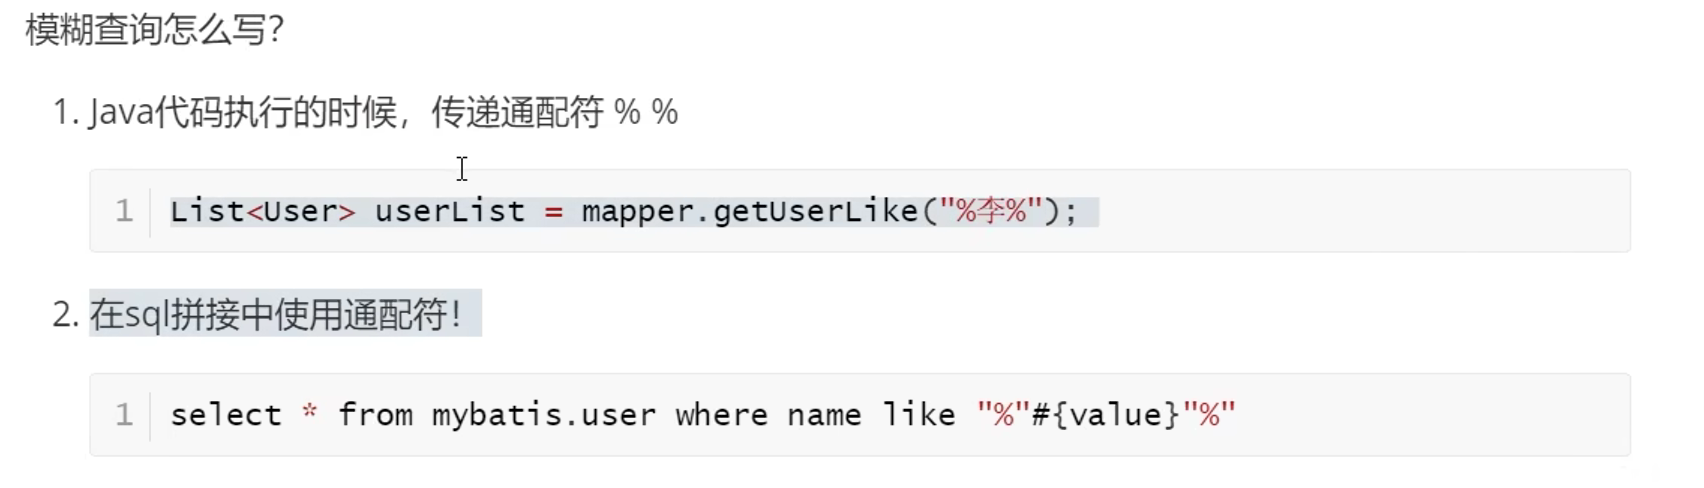 模糊查询怎么写？
1. Java代码执行的时候，传递通配符 % %
1 List<User> userList = mapper.getUserLike("%李%");
2. 在sql拼接中使用通配符！
1 select * from mybatis.user where name like "%"#{value}"%"